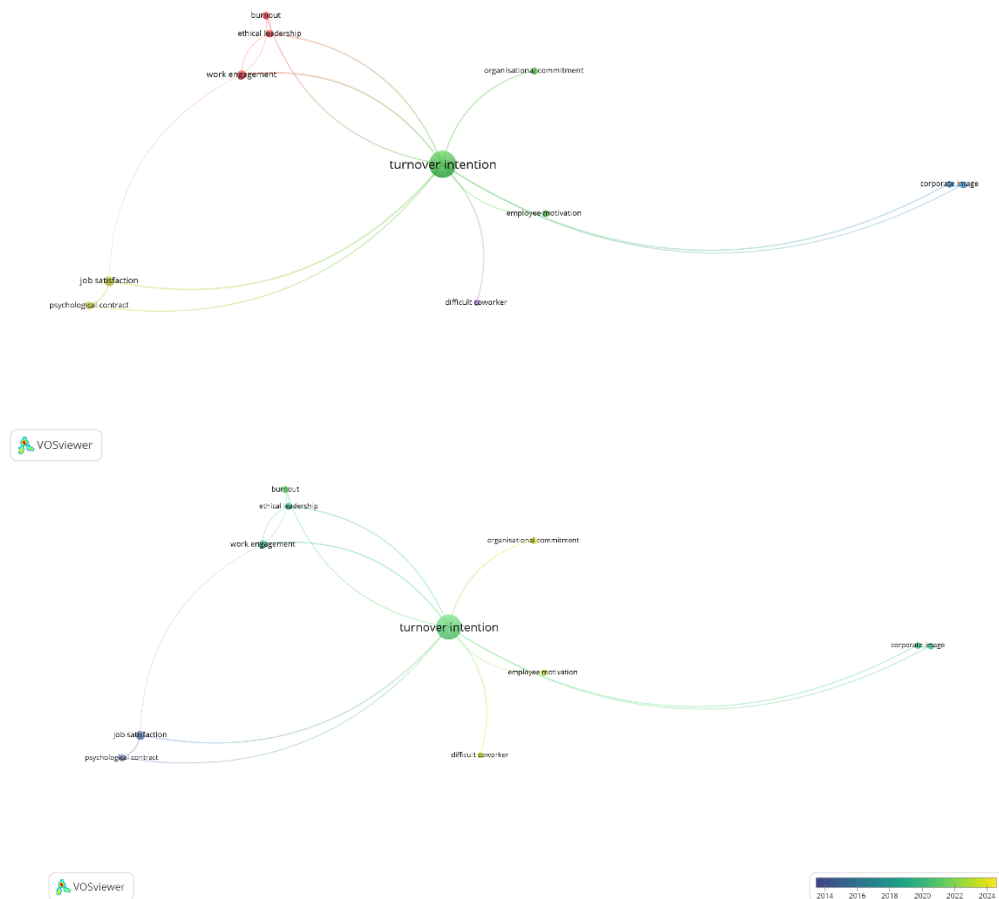 burnout
ethical leadership
work engagement
organisational commitment
turnover intention
corporate image
employee motivation
job satisfaction
psychological contract
difficult coworker
VOSviewer
burnout
ethical leadership
work engagement
organisational commitment
turnover intention
corporate image
employee motivation
job satisfaction
psychological contract
difficult coworker
VOSviewer
2014 2016 2018 2020 2022 2024